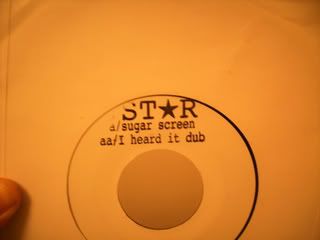 ST★R
a/sugar screen
aa/I heard it dub